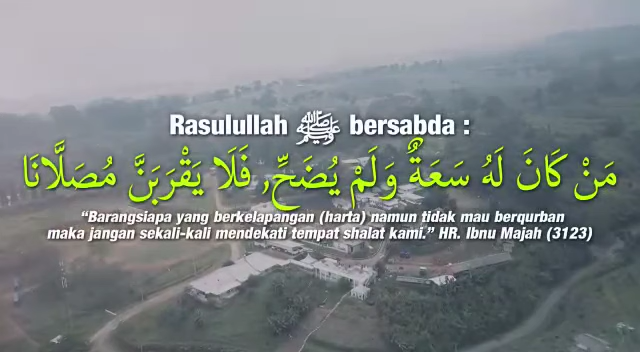 Rasulullah ﷺ bersabda :
مَنْ كَانَ لَهُ سَعَةٌ وَلَمْ يُضَحِّ, فَلَا يَقْرَبَنَّ مُصَلَّانَا
“Barangsiapa yang berkelapangan (harta) namun tidak mau berqurban
maka jangan sekali-kali mendekati tempat shalat kami.” HR. Ibnu Majah (3123)